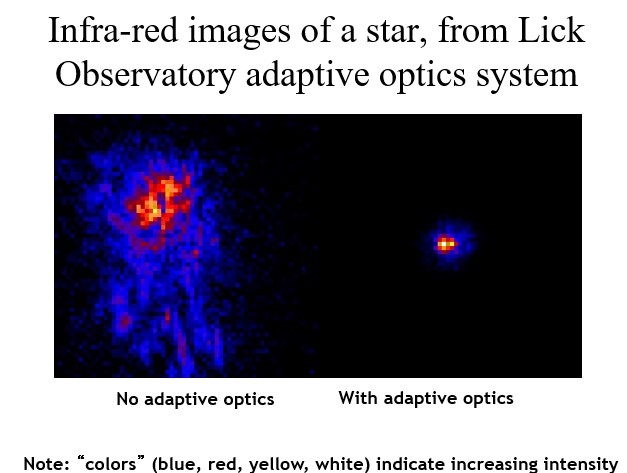 Infra-red images of a star, from Lick
Observatory adaptive optics system
No adaptive optics
With adaptive optics
Note: “colors” (blue, red, yellow, white) indicate increasing intensity